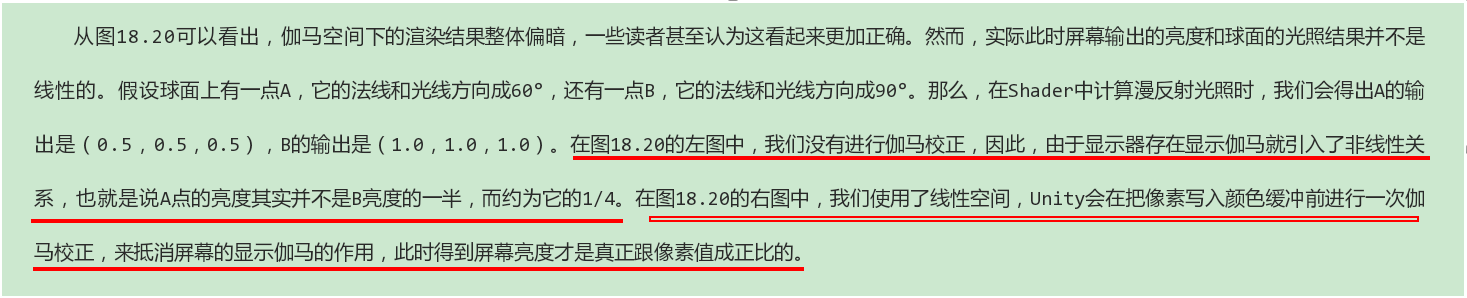 从图18.20可以看出，伽马空间下的渲染结果整体偏暗，一些读者甚至认为这看起来更加正确。然而，实际此时屏幕输出的亮度和球面的光照结果并不是
线性的。假设球面上有一点A，它的法线和光线方向成60°，还有一点B，它的法线和光线方向成90°。那么，在Shader中计算漫反射光照时，我们会得出A的输
出是（0.5，0.5，0.5），B的输出是（1.0，1.0，1.0）。在图18.20的左图中，我们没有进行伽马校正，因此，由于显示器存在显示伽马就引入了非线性关
系，也就是说A点的亮度其实并不是B亮度的一半，而约为它的1/4。在图18.20的右图中，我们使用了线性空间，Unity会在把像素写入颜色缓冲前进行一次伽
马校正，来抵消屏幕的显示伽马的作用，此时得到屏幕亮度才是真正跟像素值成正比的。